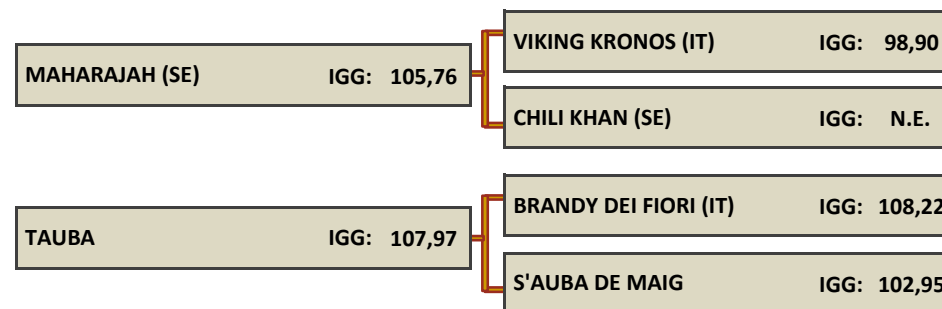 VIKING KRONOS (IT) IGG: 98,90
MAHARAJAH (SE) IGG: 105,76
CHILI KHAN (SE) IGG: N.E.
BRANDY DEI FIORI (IT) IGG: 108,22
TAUBA IGG: 107,97
S'AUBA DE MAIG IGG: 102,95